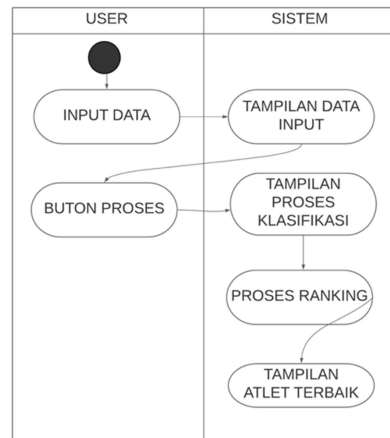 USER
SISTEM
INPUT DATA
TAMPILAN DATA
INPUT
BUTON PROSES
TAMPILAN
PROSES
KLASIFIKASI
PROSES RANKING
TAMPILAN
ATLET TERBAIK